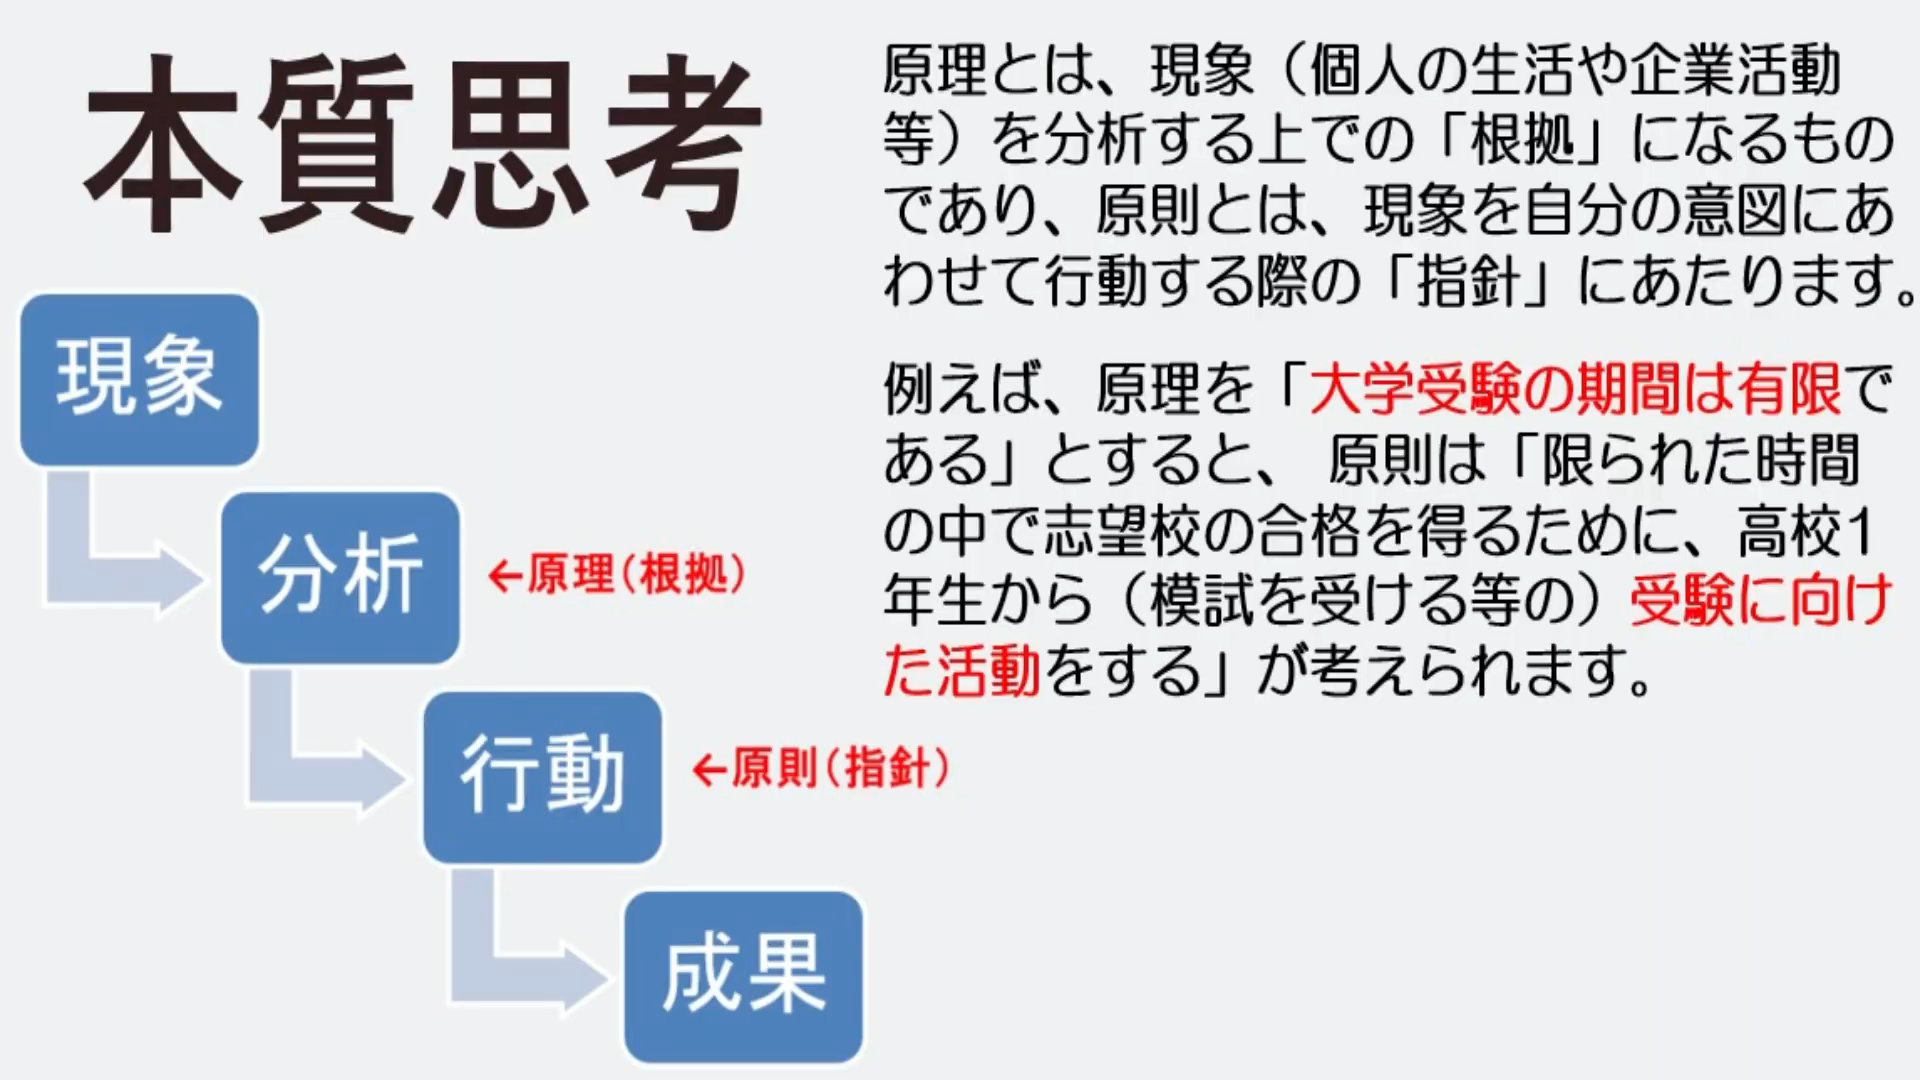 本質思考
原理とは、現象（個人の生活や企業活動
等）を分析する上での「根拠」になるもの
であり、原則とは、現象を自分の意図にあ
わせて行動する際の「指針」にあたります。
例えば、原理を「大学受験の期間は有限で
ある」とすると、 原則は「限られた時間
の中で志望校の合格を得るために、高校1
年生から（模試を受ける等の）受験に向け
た活動をする」が考えられます。
現象
分析
←原理(根拠)
行動
←原則(指針)
成果